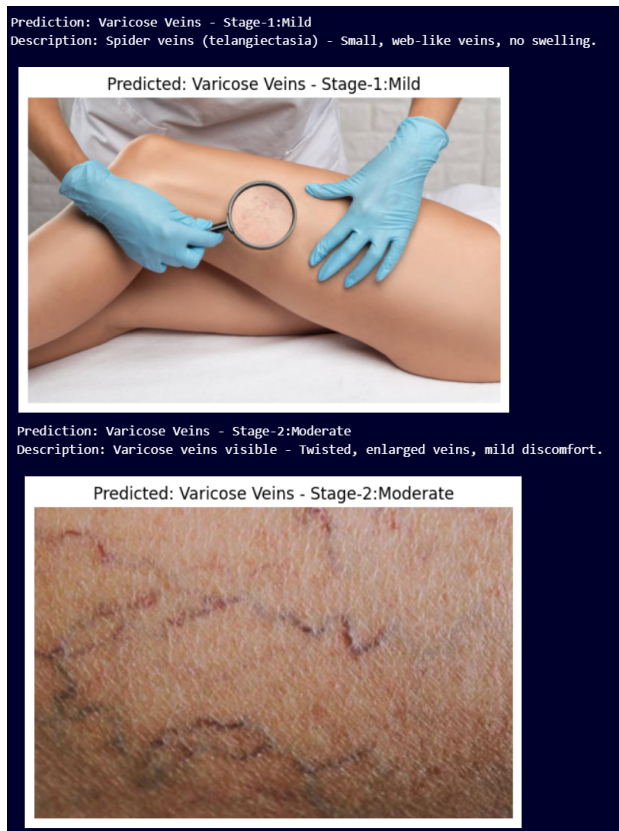 Prediction: Varicose Veins - Stage-1:Mild
Description: Spider veins (telangiectasia) - Small, web-like veins, no swelling.
Predicted: Varicose Veins - Stage-1:Mild
Prediction: Varicose Veins - Stage-2:Moderate
Description: Varicose veins visible - Twisted, enlarged veins, mild discomfort.
Predicted: Varicose Veins - Stage-2:Moderate